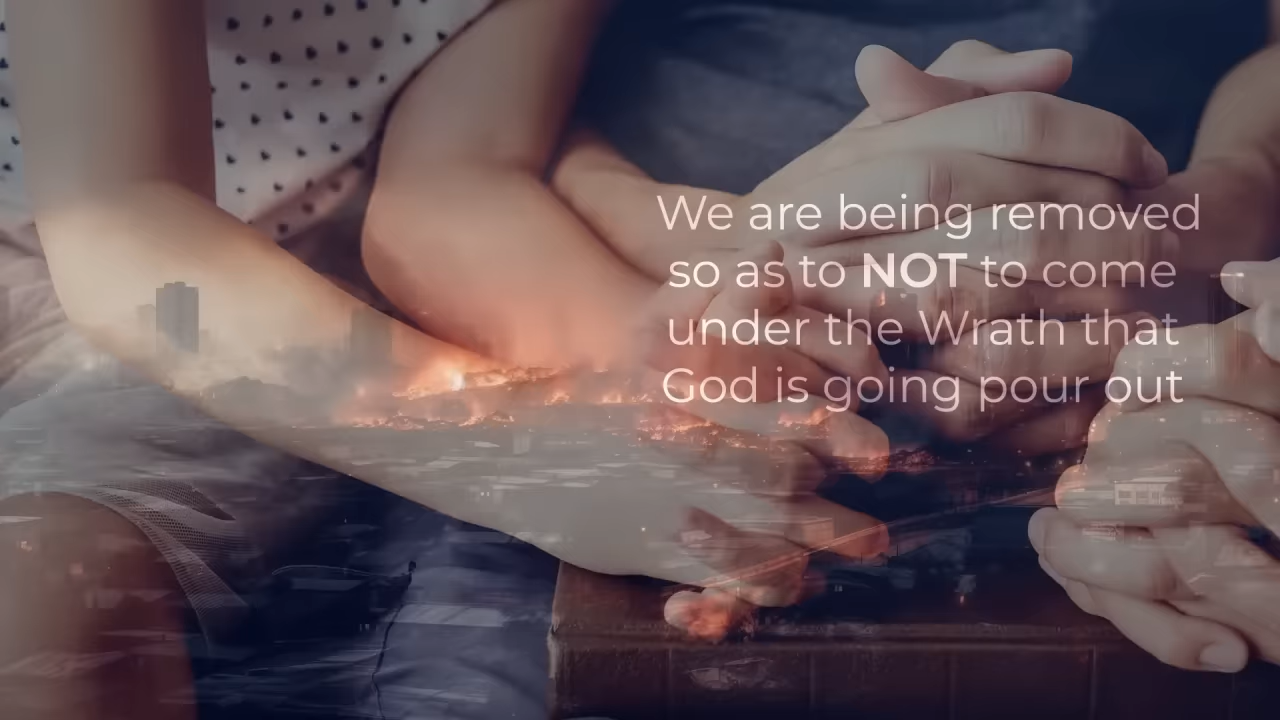 We are being removed
so as to NOT to come
under the Wrath that
God is going pour out